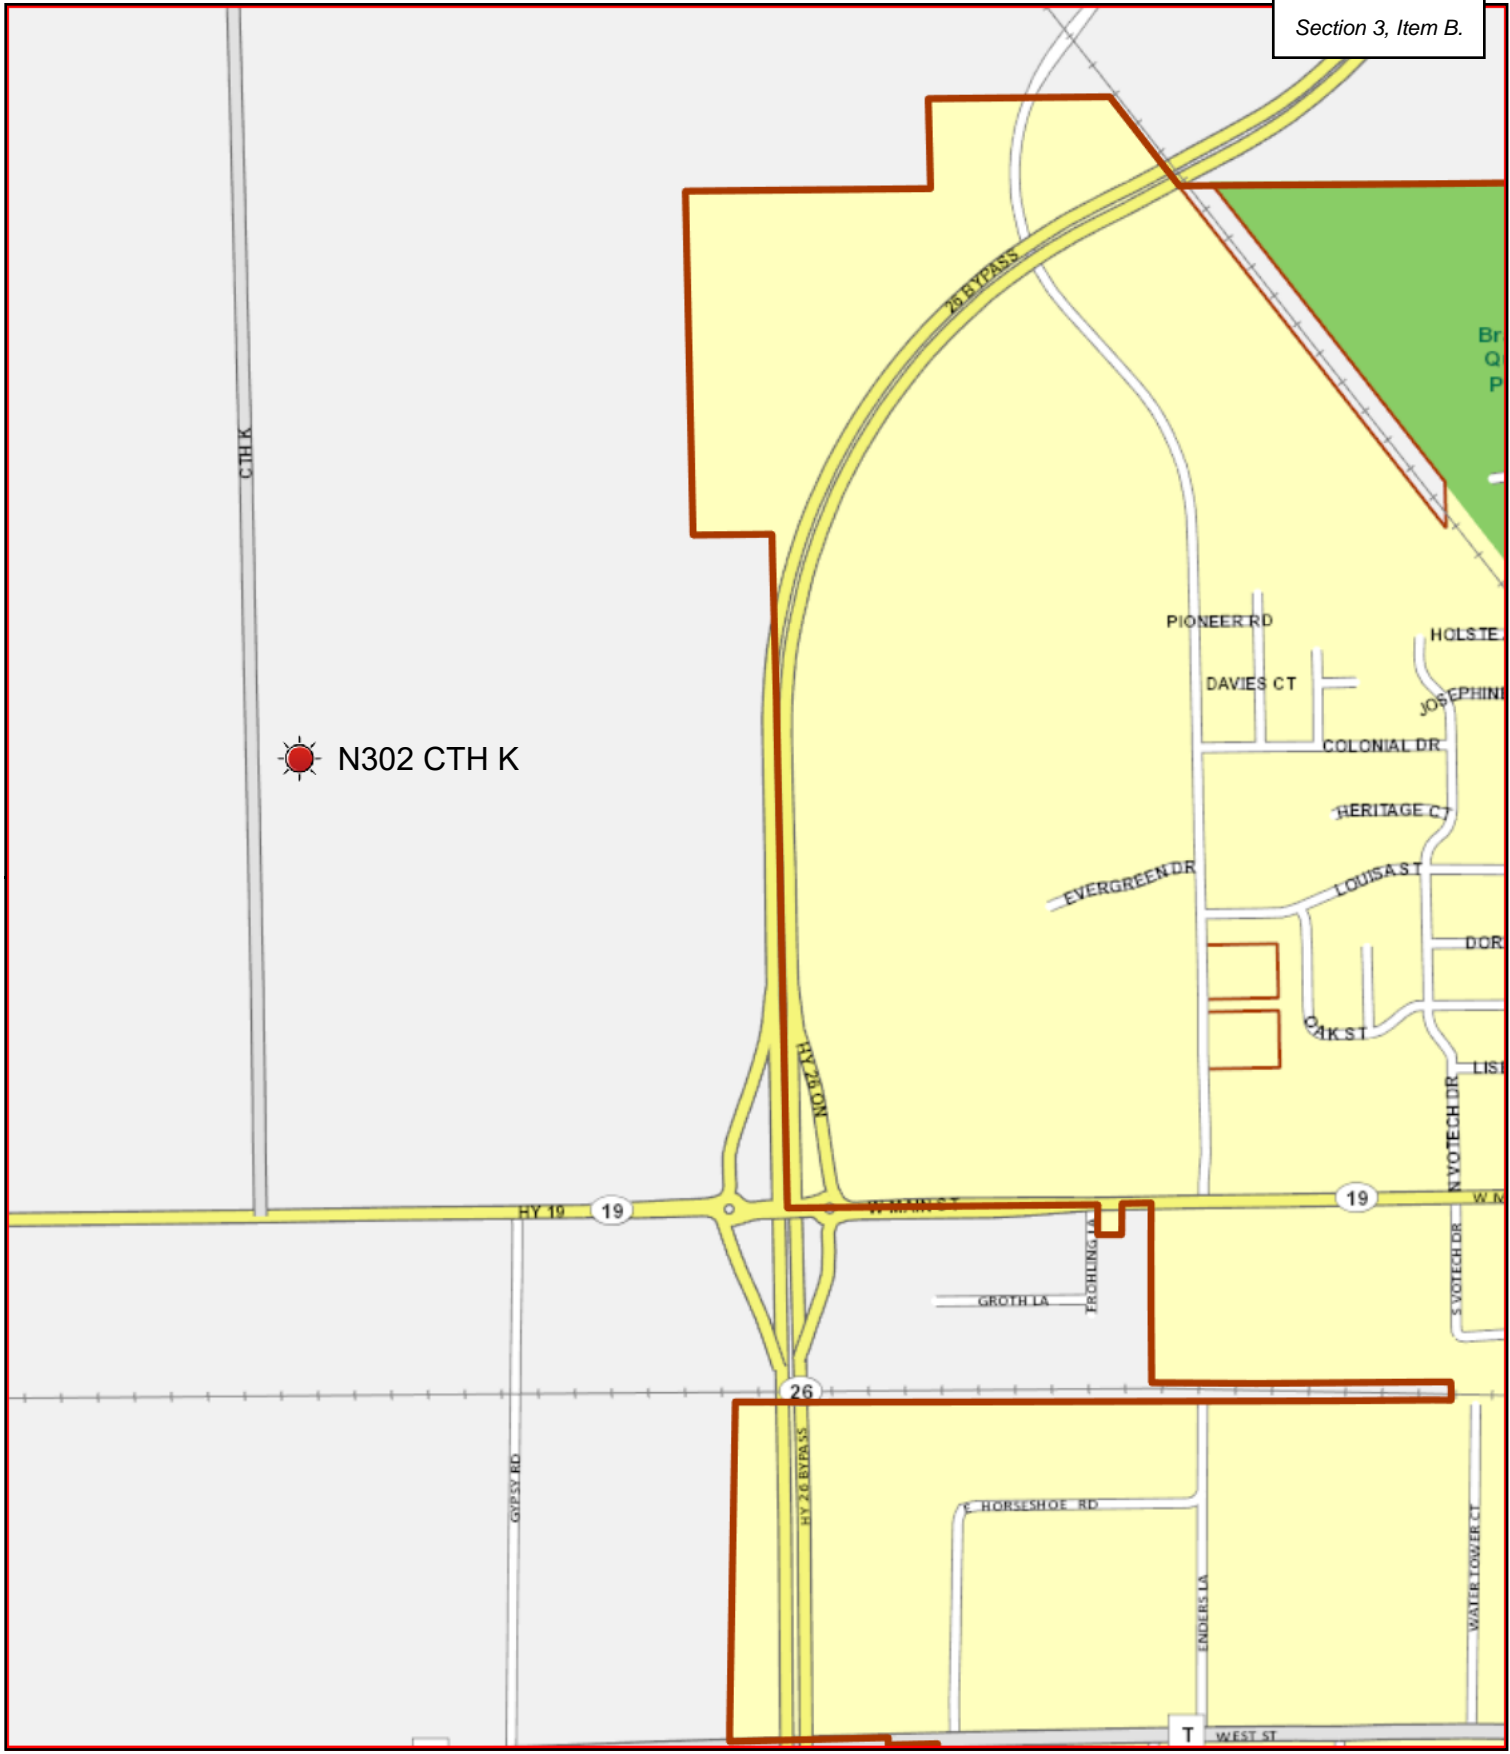 Section 3, Item B.
26 BYPASS
Br
Q
P
CTH K
PIONEER RD
HOLSTE
DAVIES CT
JOSEPHIN
COLONIAL DR
N302 CTH K
HERITAGE CT
LOUISA ST
EVERGREEN DR
DOR
OAK ST
HY 26 ON
LIS
N VOTECH DR
W MAIN ST
19
W M
HY 19
19
FROHLING LA
S VOTECH DR
GROTH LA
26
HY 26 BYPASS
GYPSY RD
E HORSESHOE RD
WATER TOWER CT
ENDERS LA
T
WEST ST